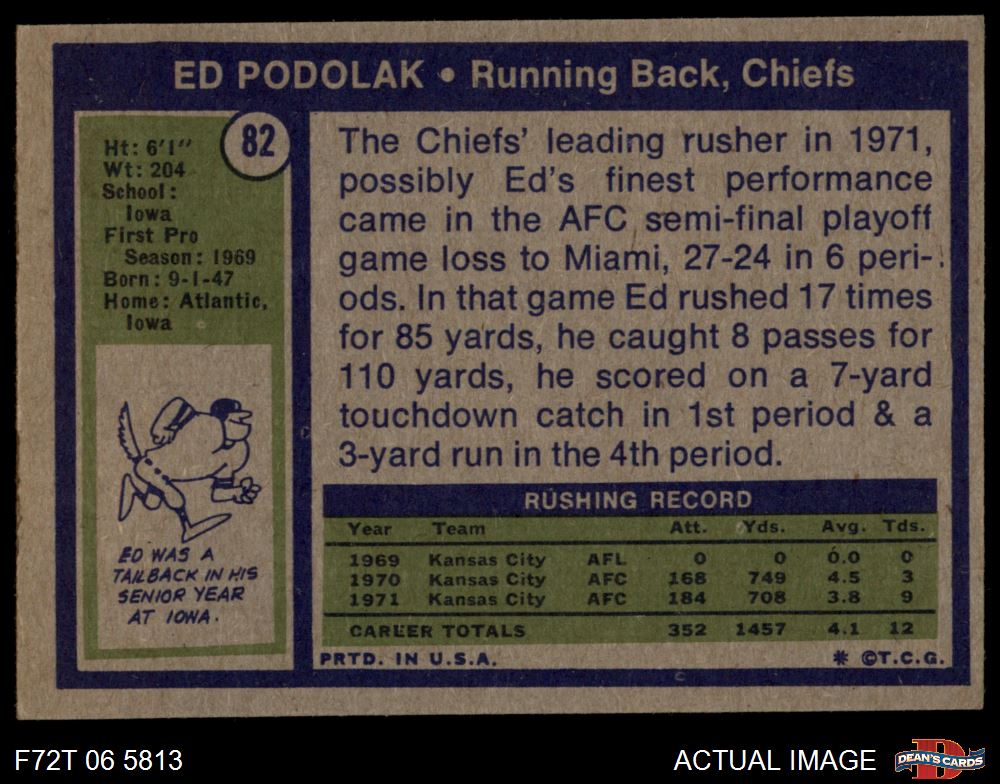 ED PODOLAK • Running Back, Chiefs
82
Ht: 6'1"
Wt: 204
School:
Iowa
First Pro
Season: 1969
Born: 9-1-47
Home: Atlantic,
Iowa
ED WAS A
TAILBACK IN HIS
SENIOR YEAR
AT IOWA.
The Chiefs' leading rusher in 1971,
possibly Ed's finest performance
came in the AFC semi-final playoff
game loss to Miami, 27-24 in 6 peri-
ods. In that game Ed rushed 17 times
for 85 yards, he caught 8 passes for
110 yards, he scored on a 7-yard
touchdown catch in 1st period & a
3-yard run in the 4th period.
RUSHING RECORD
Year Team Att. Yds. Avg. Tds.
1969 Kansas City AFL 0 0 0.0 0
1970 Kansas City AFC 168 749 4.5 3
1971 Kansas City AFC 184 708 3.8 9
CAREER TOTALS 352 1457 4.1 12
PRTD. IN U.S.A. * ©T.C.G.
F72T 06 5813 ACTUAL IMAGE D DEAN'S CARDS